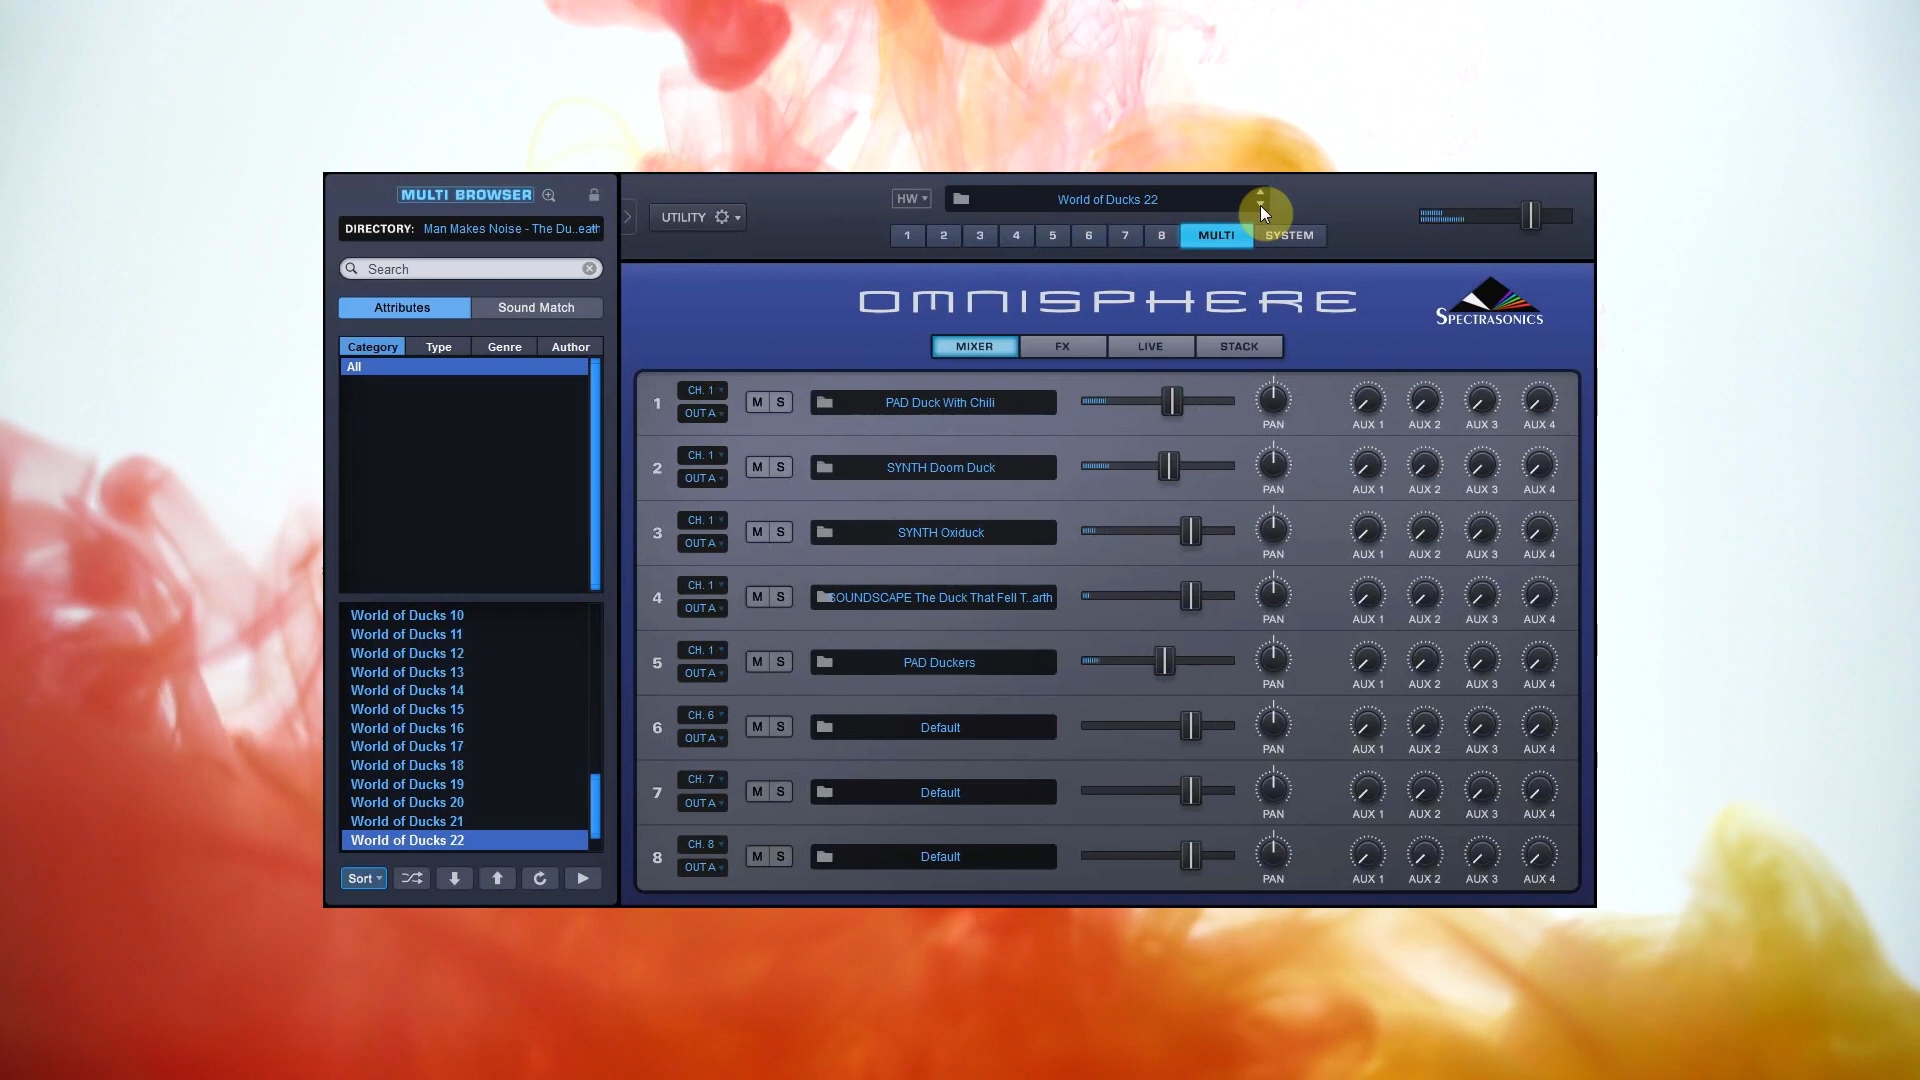 MULTI BROWSER
DIRECTORY: Man Makes Noise - The Du..eath
Search
Attributes Sound Match
Category Type Genre Author
All
World of Ducks 10
World of Ducks 11
World of Ducks 12
World of Ducks 13
World of Ducks 14
World of Ducks 15
World of Ducks 16
World of Ducks 17
World of Ducks 18
World of Ducks 19
World of Ducks 20
World of Ducks 21
World of Ducks 22
Sort
UTILITY
HW World of Ducks 22
1 2 3 4 5 6 7 8 MULTI SYSTEM
OMNISPHERE
SPECTRASONICS
MIXER FX LIVE STACK
1 CH. 1 OUT A M S PAD Duck With Chili PAN AUX 1 AUX 2 AUX 3 AUX 4
2 CH. 1 OUT A M S SYNTH Doom Duck PAN AUX 1 AUX 2 AUX 3 AUX 4
3 CH. 1 OUT A M S SYNTH Oxiduck PAN AUX 1 AUX 2 AUX 3 AUX 4
4 CH. 1 OUT A M S SOUNDSCAPE The Duck That Fell T..arth PAN AUX 1 AUX 2 AUX 3 AUX 4
5 CH. 1 OUT A M S PAD Duckers PAN AUX 1 AUX 2 AUX 3 AUX 4
6 CH. 6 OUT A M S Default PAN AUX 1 AUX 2 AUX 3 AUX 4
7 CH. 7 OUT A M S Default PAN AUX 1 AUX 2 AUX 3 AUX 4
8 CH. 8 OUT A M S Default PAN AUX 1 AUX 2 AUX 3 AUX 4